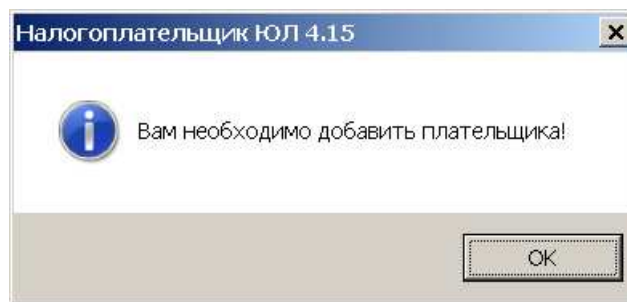 Налогоплательщик ЮЛ 4.15
Вам необходимо добавить плательщика!
OK